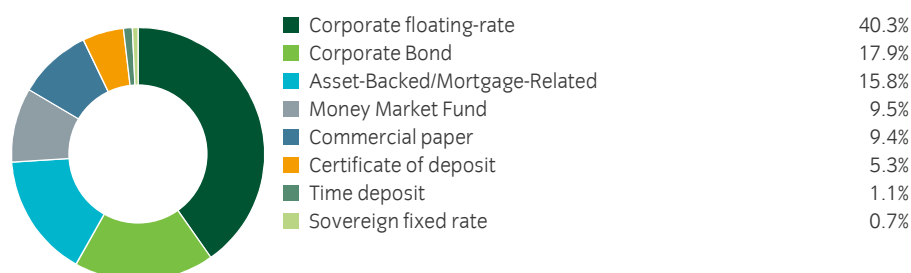 Corporate floating-rate 40.3%
Corporate Bond 17.9%
Asset-Backed/Mortgage-Related 15.8%
Money Market Fund 9.5%
Commercial paper 9.4%
Certificate of deposit 5.3%
Time deposit 1.1%
Sovereign fixed rate 0.7%